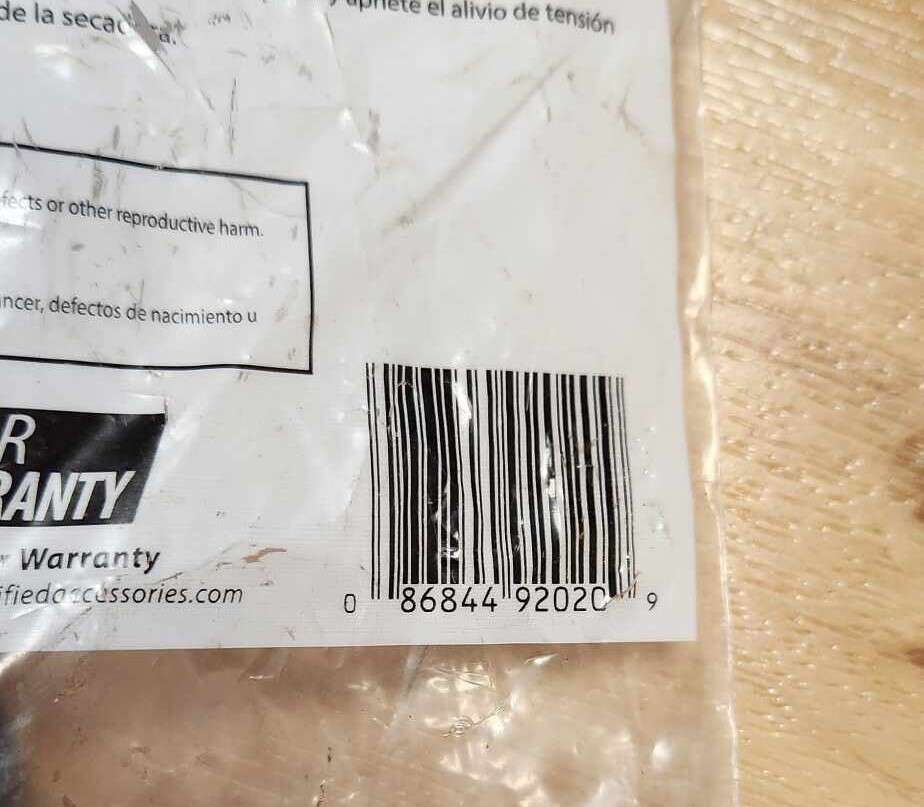 de la
apriete el alivio de tensión
fects or other reproductive harm.
ncer, defectos de nacimiento u
R
RANTY
Warranty
ifiedaccessories.com
0 86844 92020 9